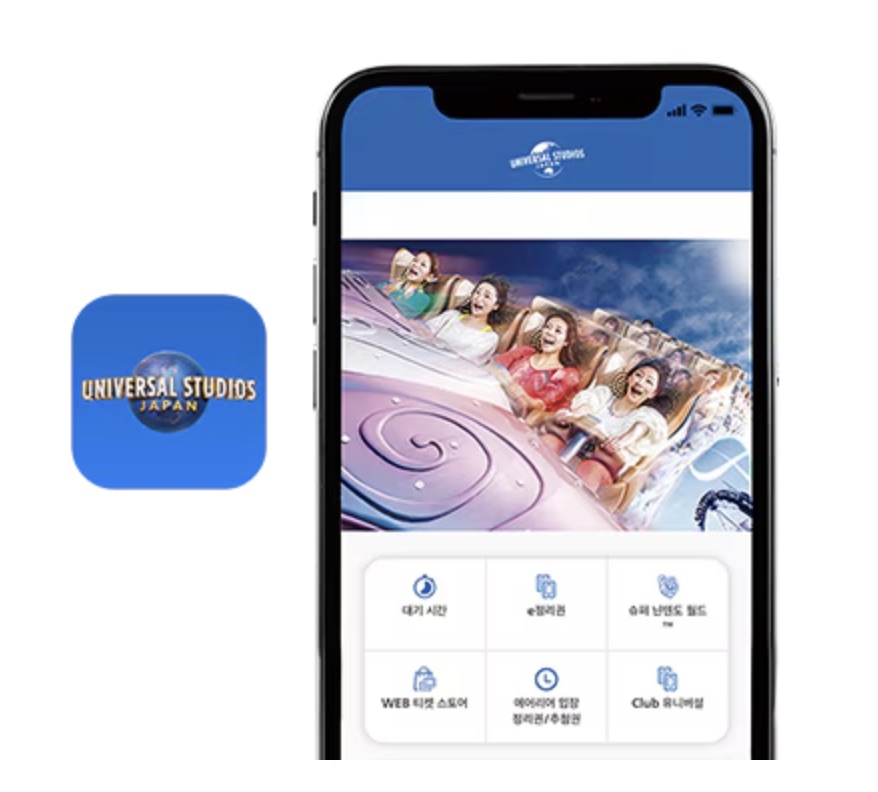 UNIVERSAL STUDIOS
JAPAN
UNIVERSAL STUDIOS
JAPAN
대기 시간
e정리권
슈퍼 닌텐도 월드
™
WEB 티켓 스토어
에어리어 입장
정리권/추첨권
Club 유니버설